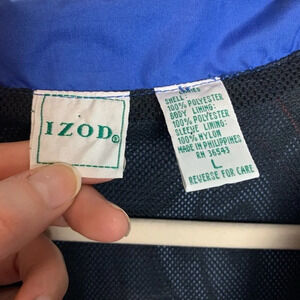 IZOD®
SHELL:
100% POLYESTER
BODY LINING:
100% POLYESTER
SLEEVE LINING:
100% NYLON
MADE IN PHILIPPINES
RN 36543
L
REVERSE FOR CARE